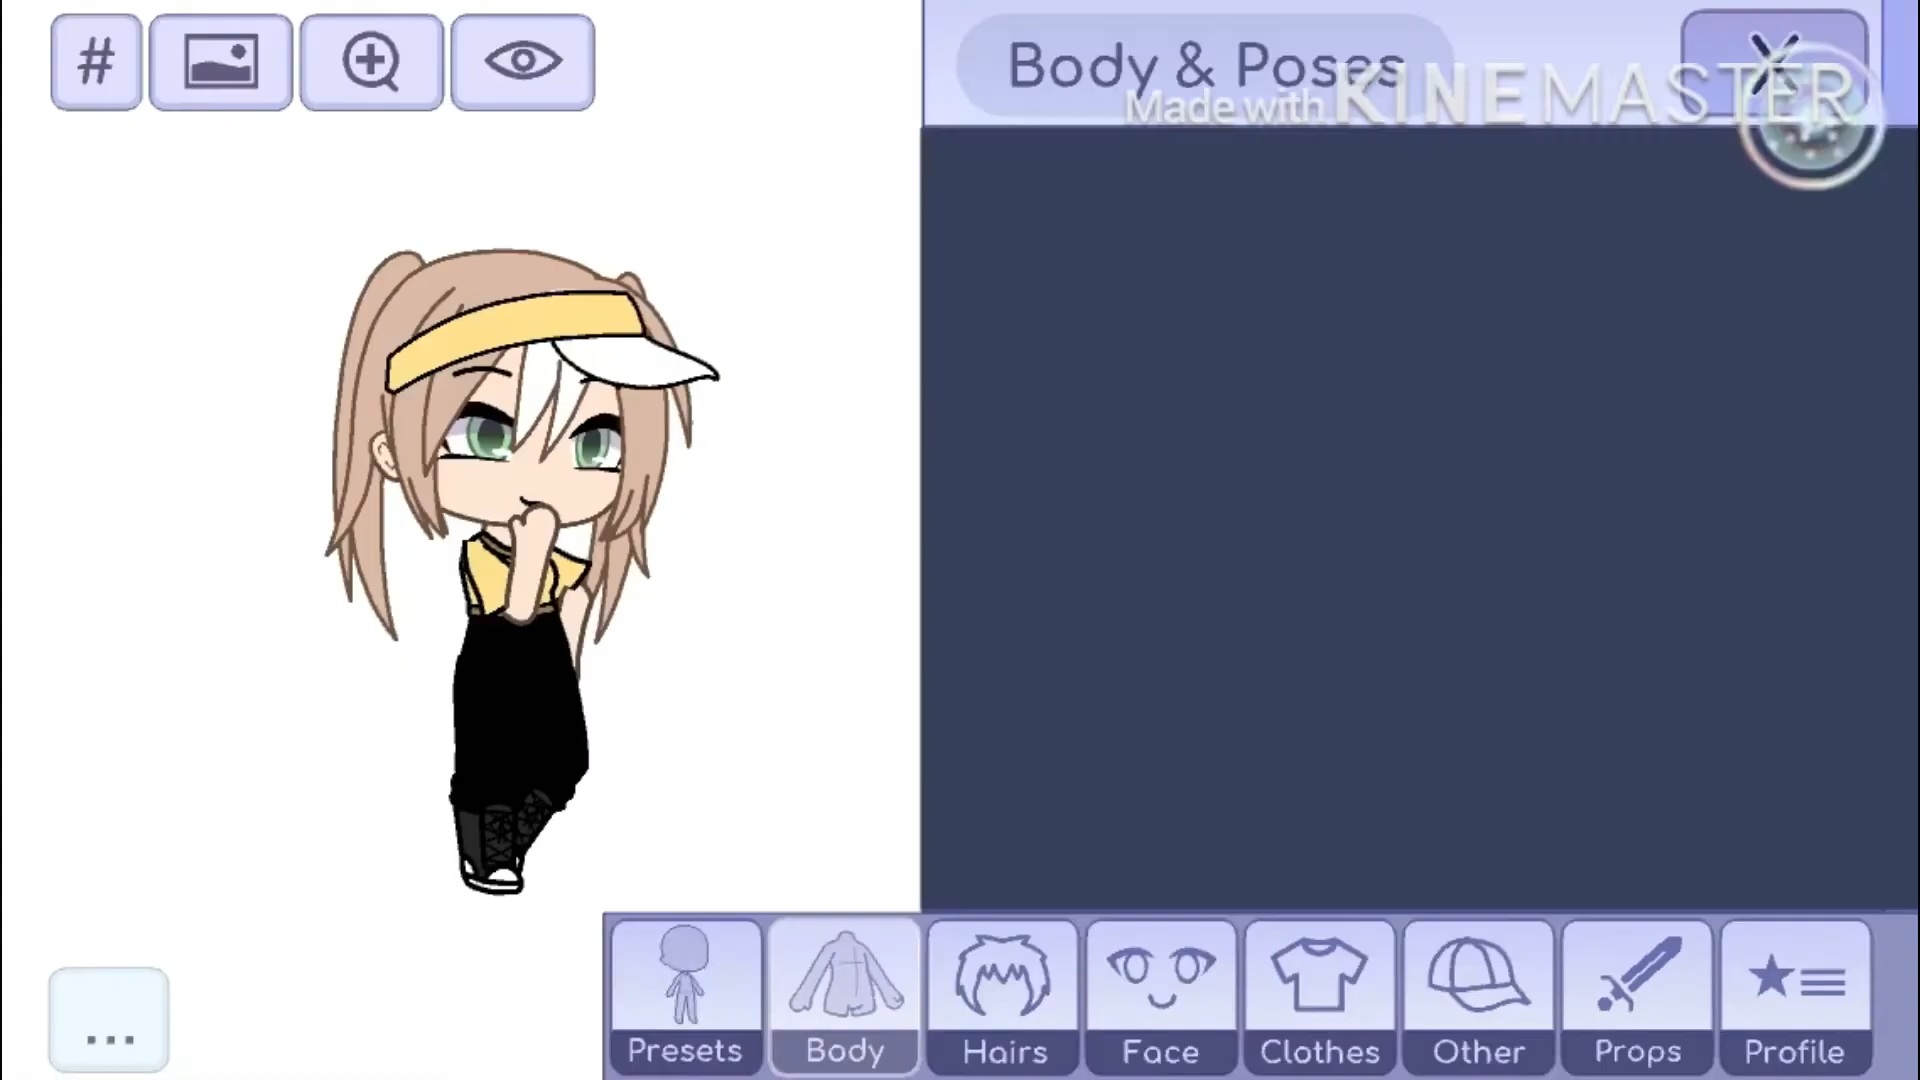 #
Body & Poses
X
Made with KINEMASTER
...
Presets
Body
Hairs
Face
Clothes
Other
Props
Profile